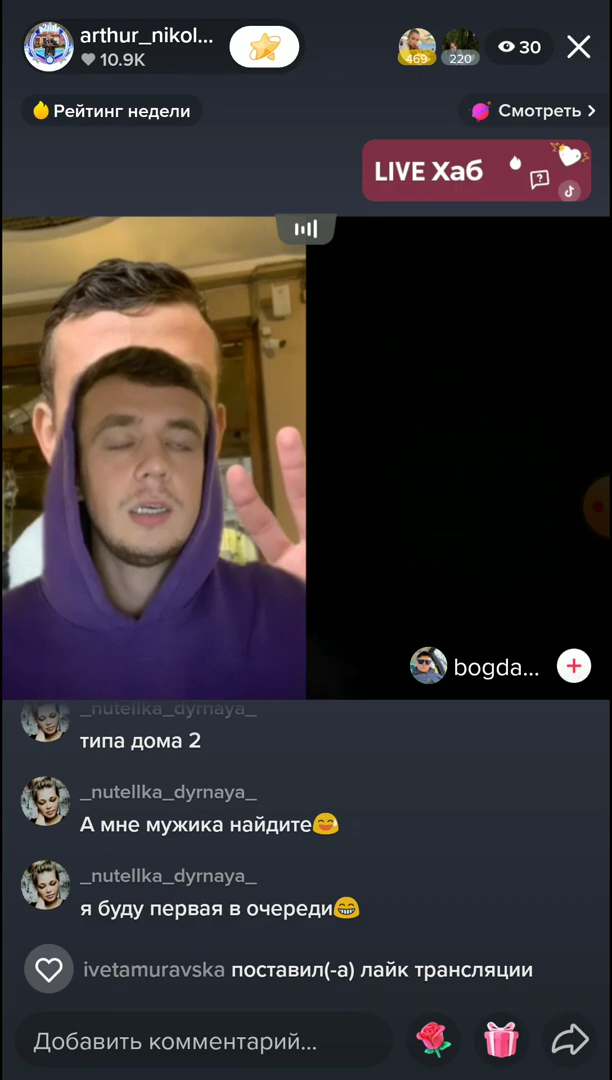 arthur_nikol...
10.9K
469
220
30
Рейтинг недели
Смотреть >
LIVE Хаб
bogda...
_nutellka_dyrnaya_
типа дома 2
_nutellka_dyrnaya_
А мне мужика найдите😅
_nutellka_dyrnaya_
я буду первая в очереди😂
ivetamuravska поставил(-а) лайк трансляции
Добавить комментарий...